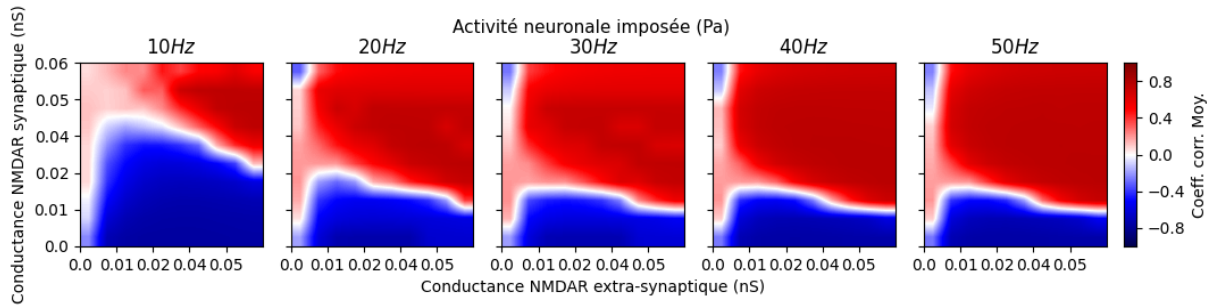 Activité neuronale imposée (Pa)
10Hz 20Hz 30Hz 40Hz 50Hz
Conductance NMDAR synaptique (nS)
0.06
0.05
0.04
0.02
0.01
0.0
0.0 0.01 0.02 0.04 0.05
0.0 0.01 0.02 0.04 0.05
0.0 0.01 0.02 0.04 0.05
0.0 0.01 0.02 0.04 0.05
0.0 0.01 0.02 0.04 0.05
Conductance NMDAR extra-synaptique (nS)
0.8
0.4
0.0
−0.4
−0.8
Coeff. corr. Moy.